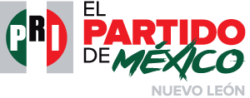 PRI
EL
PARTIDO
DE MÉXICO
NUEVO LEÓN